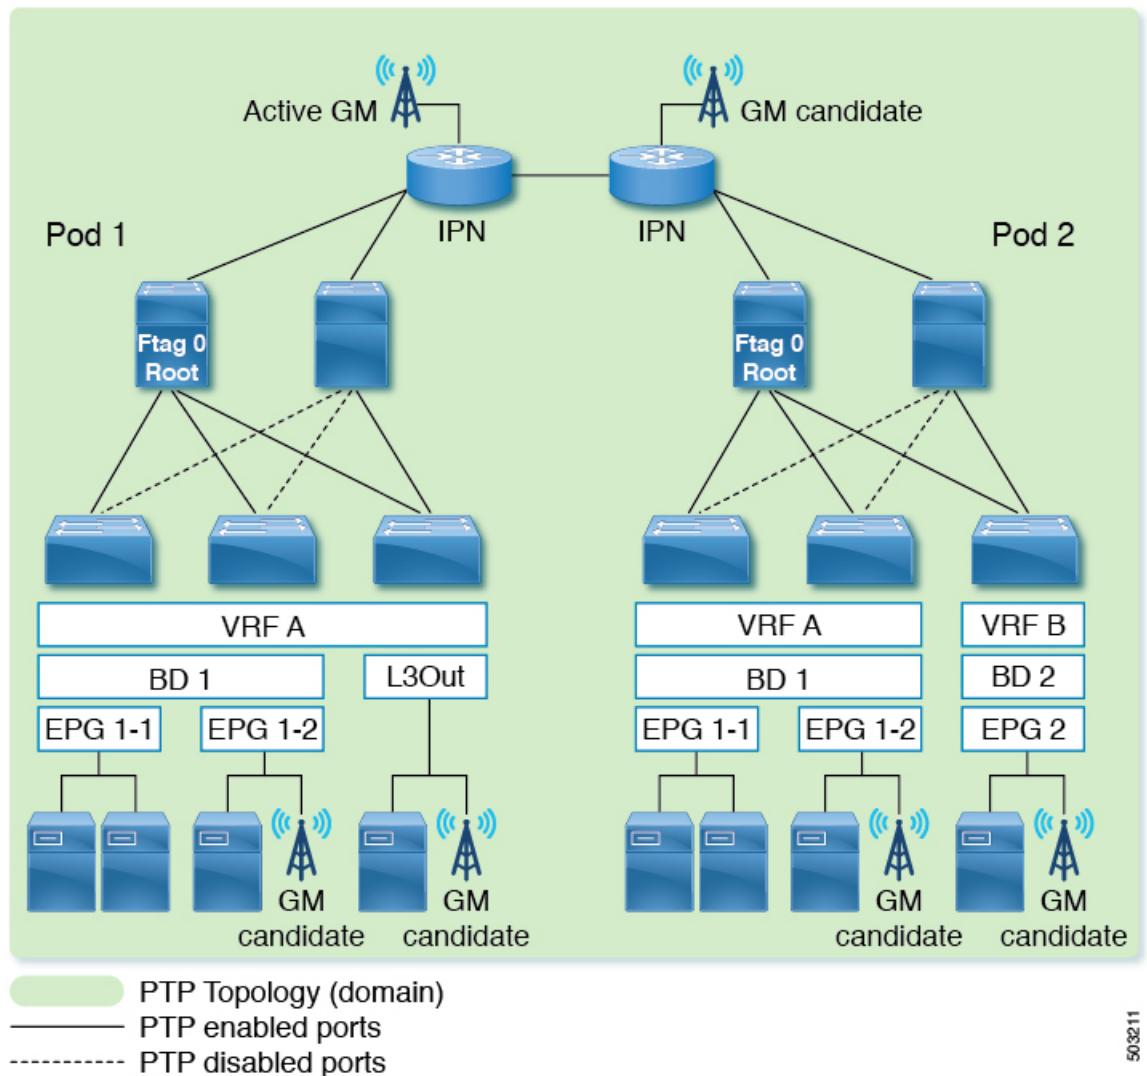 Active GM
GM candidate
IPN
IPN
Pod 1
Pod 2
Ftag 0
Root
Ftag 0
Root
VRF A
VRF A
VRF B
BD 1
L3Out
BD 1
BD 2
EPG 1-1
EPG 1-2
EPG 1-1
EPG 1-2
EPG 2
GM
candidate
GM
candidate
GM
candidate
GM
candidate
PTP Topology (domain)
PTP enabled ports
PTP disabled ports
503211